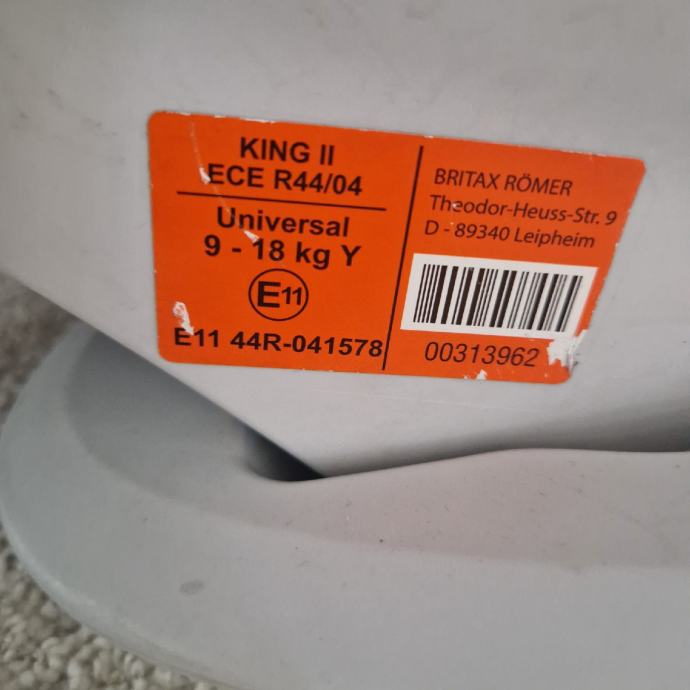 KING II
ECE R44/04
Universal
9 - 18 kg Y
E11
E11 44R-041578
BRITAX RÖMER
Theodor-Heuss-Str. 9
D - 89340 Leipheim
00313962